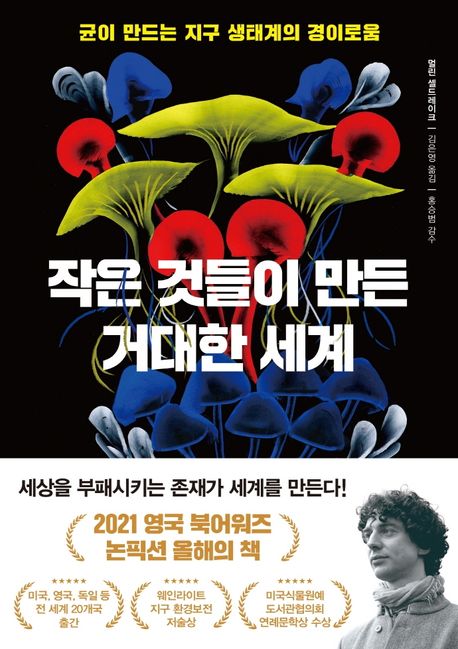 균이 만드는 지구 생태계의 경이로움
멀린 셸드레이크 | 김은영 옮김 | 홍승범 감수
작은 것들이 만든
거대한 세계
세상을 부패시키는 존재가 세계를 만든다!
2021 영국 북어워즈
논픽션 올해의 책
★★★★★
미국, 영국, 독일 등
전 세계 20개국
출간
★★★★★
웨인라이트
지구 환경보전
저술상
★★★★★
미국식물원예
도서관협의회
연례문학상 수상